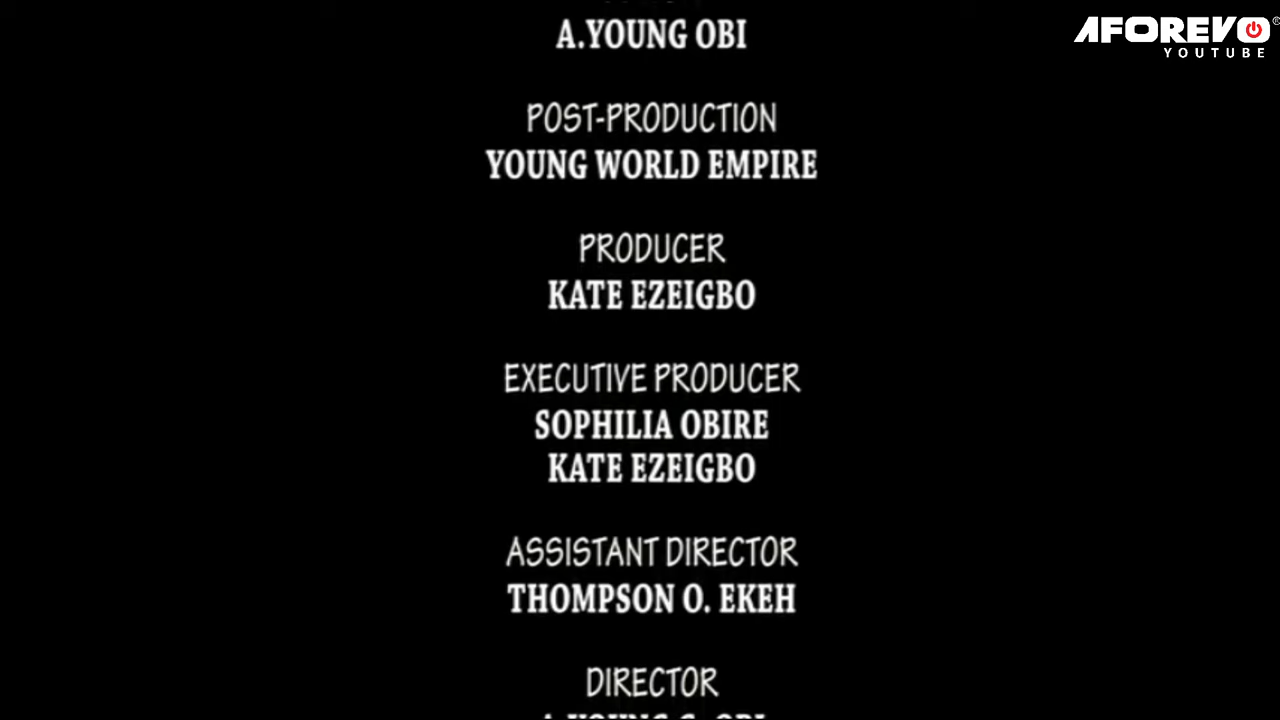 AFOREVO
YOUTUBE
A.YOUNG OBI
POST-PRODUCTION
YOUNG WORLD EMPIRE
PRODUCER
KATE EZEIGBO
EXECUTIVE PRODUCER
SOPHILIA OBIRE
KATE EZEIGBO
ASSISTANT DIRECTOR
THOMPSON O. EKEH
DIRECTOR